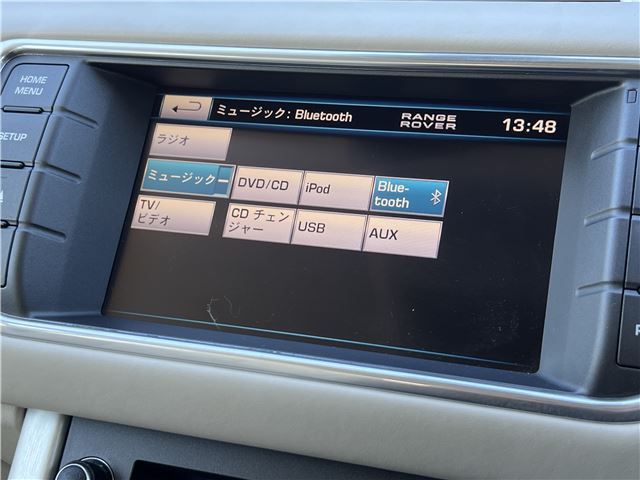 HOME
MENU
SETUP
ミュージック: Bluetooth
RANGE
ROVER
13:48
ラジオ
ミュージック
DVD/CD
iPod
Blue-
tooth
TV/
ビデオ
CD チェン
ジャー
USB
AUX